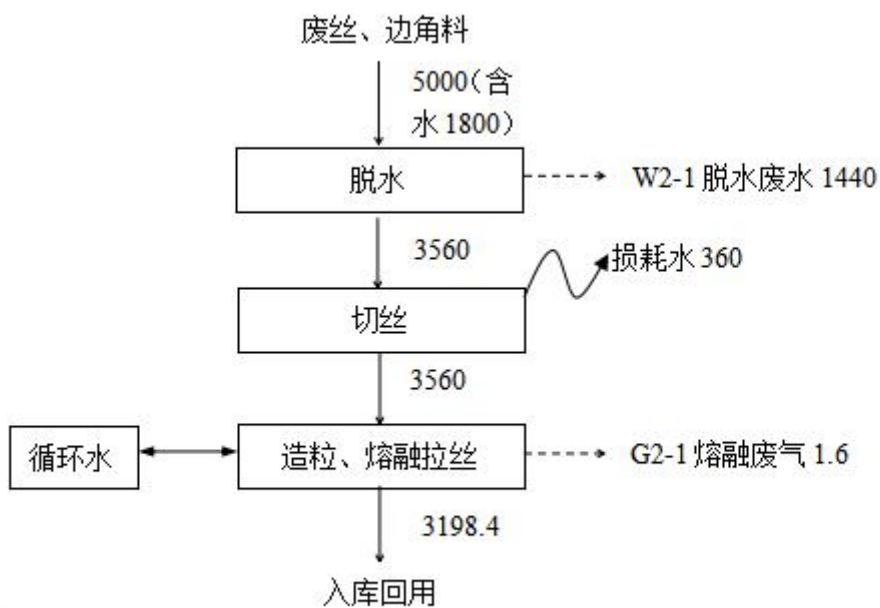 废丝、边角料
5000（含
水 1800）
脱水
W2-1 脱水废水 1440
3560
损耗水 360
切丝
3560
循环水
造粒、熔融拉丝
G2-1 熔融废气 1.6
3198.4
入库回用